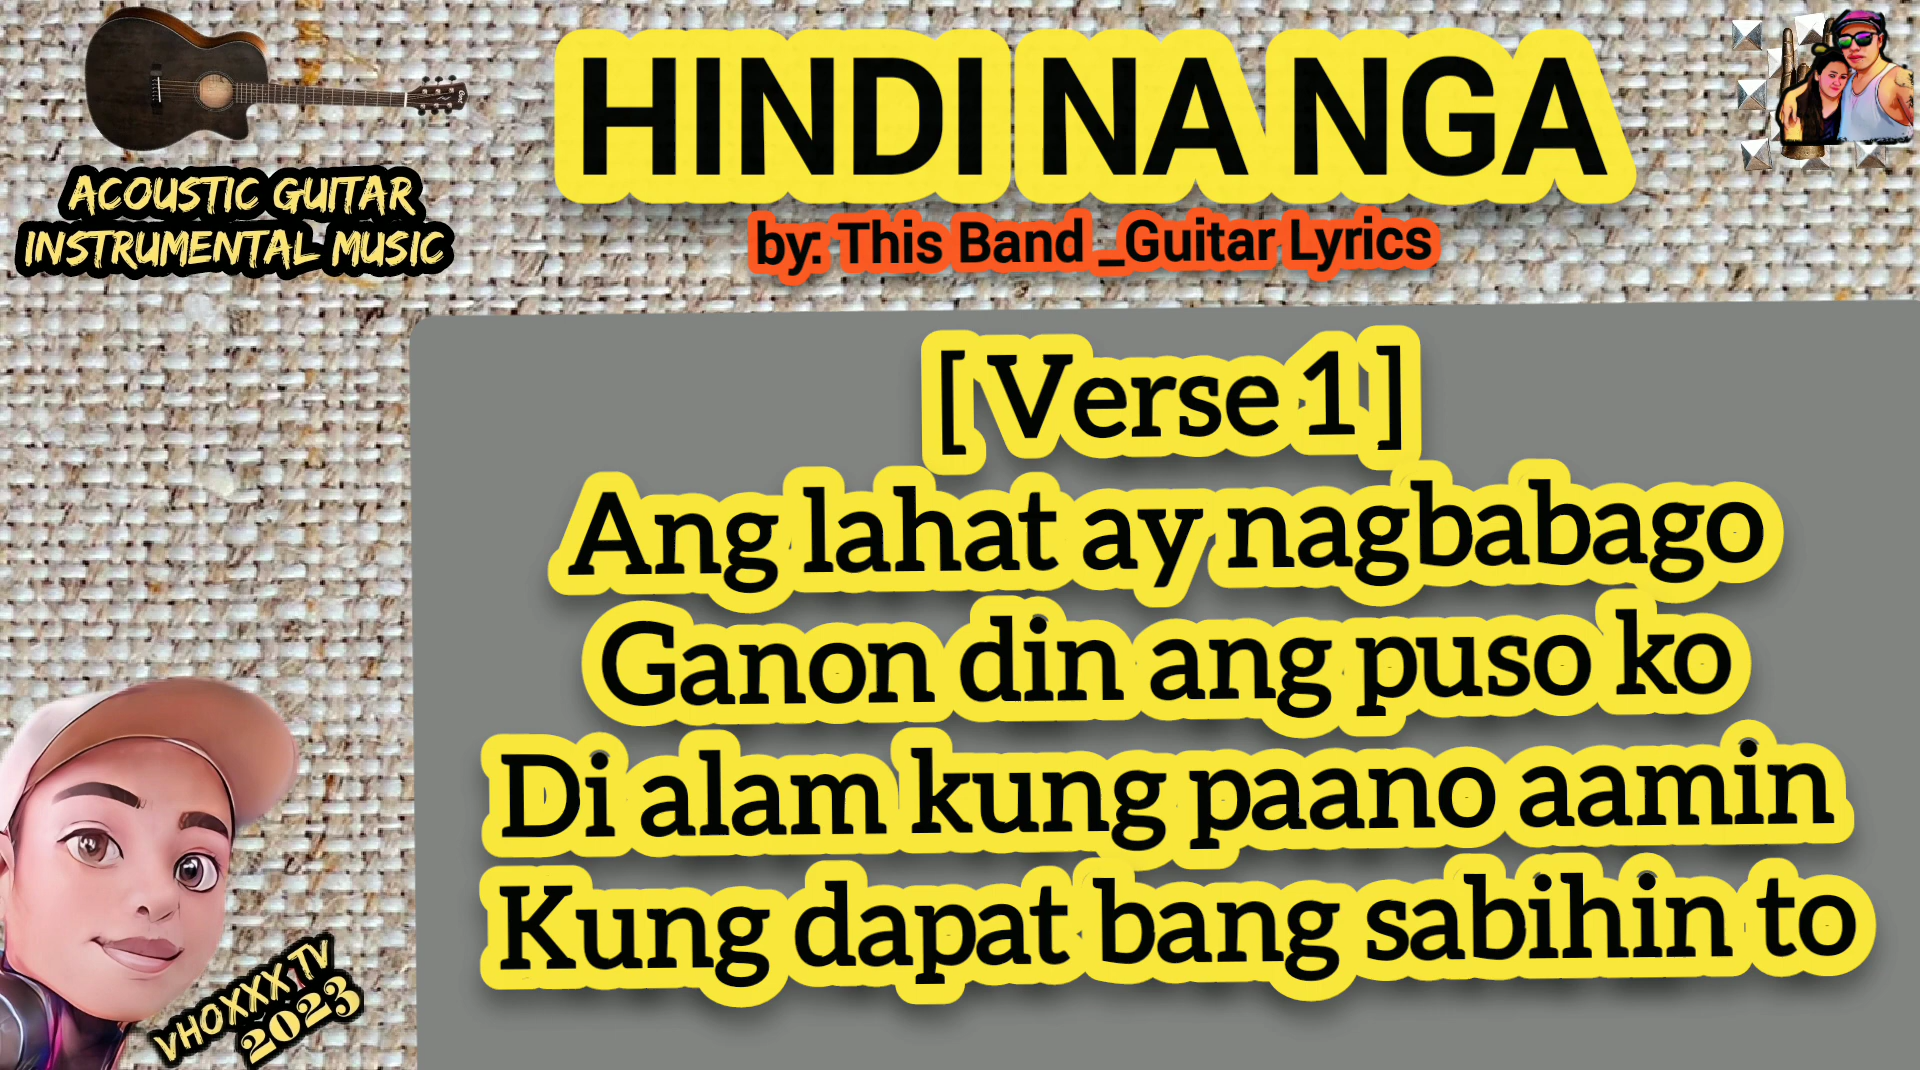 ACOUSTIC GUITAR
INSTRUMENTAL MUSIC
HINDI NA NGA
by: This Band _Guitar Lyrics
[ Verse 1 ]
Ang lahat ay nagbabago
Ganon din ang puso ko
Di alam kung paano aamin
Kung dapat bang sabihin to
VHOXXX TV
2023